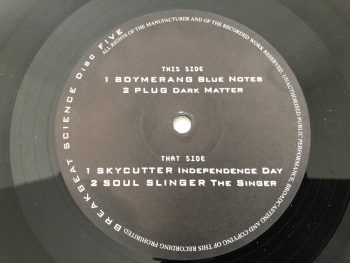 BREAKBEAT SCIENCE DISC FIVE
ALL RIGHTS OF THE MANUFACTURER AND OF THE RECORDED WORK RESERVED. UNAUTHORIZED PUBLIC PERFORMANCE, BROADCASTING AND COPYING OF THIS RECORDING PROHIBITED
THIS SIDE
1 BOYMERANG Blue Notes
2 PLUG Dark Matter
THAT SIDE
1 SKYCUTTER Independence Day
2 SOUL SLINGER The Singer